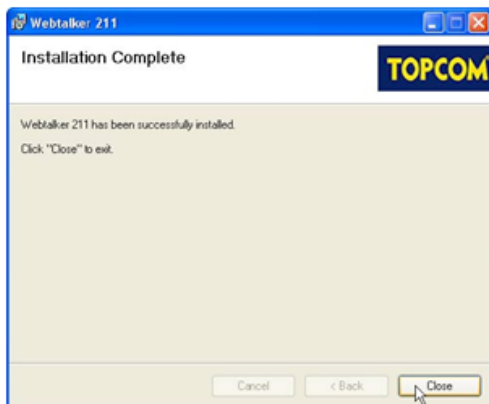 Webtalker 211
Installation Complete
TOPCOM
Webtalker 211 has been successfully installed.
Click "Close" to exit.
Cancel
< Back
Close